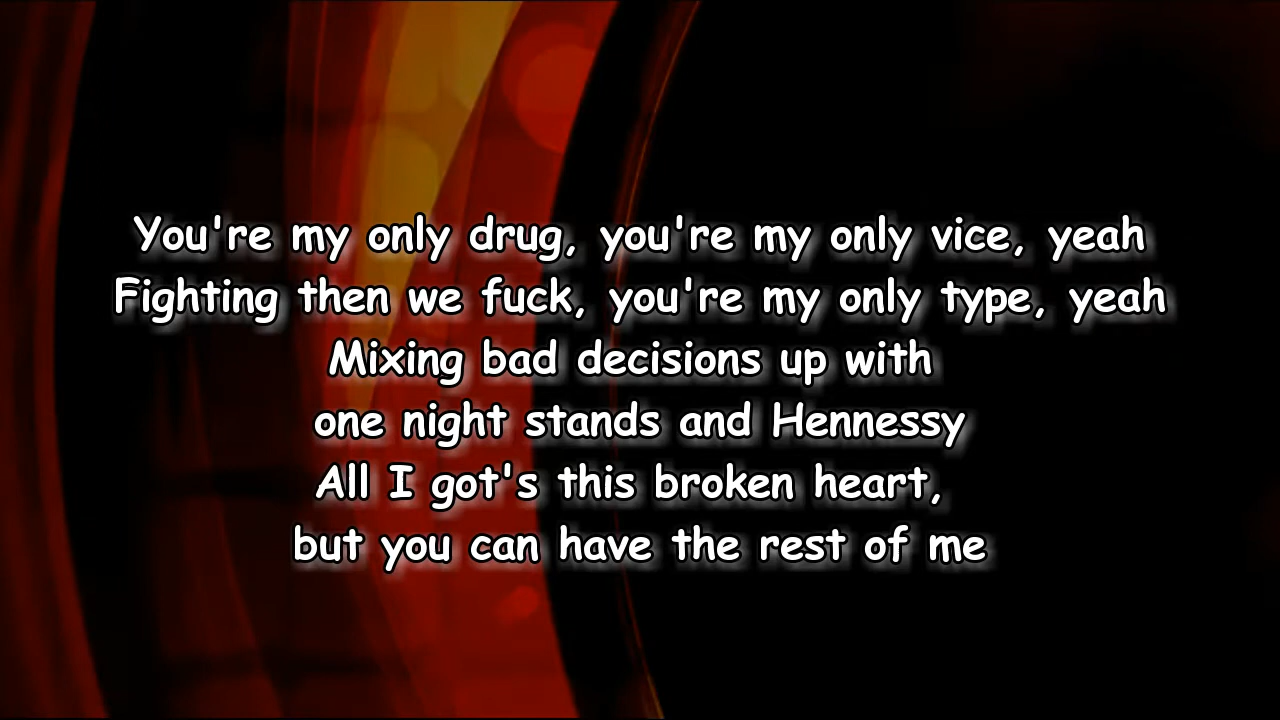 You're my only drug, you're my only vice, yeah
Fighting then we fuck, you're my only type, yeah
Mixing bad decisions up with
one night stands and Hennessy
All I got's this broken heart,
but you can have the rest of me